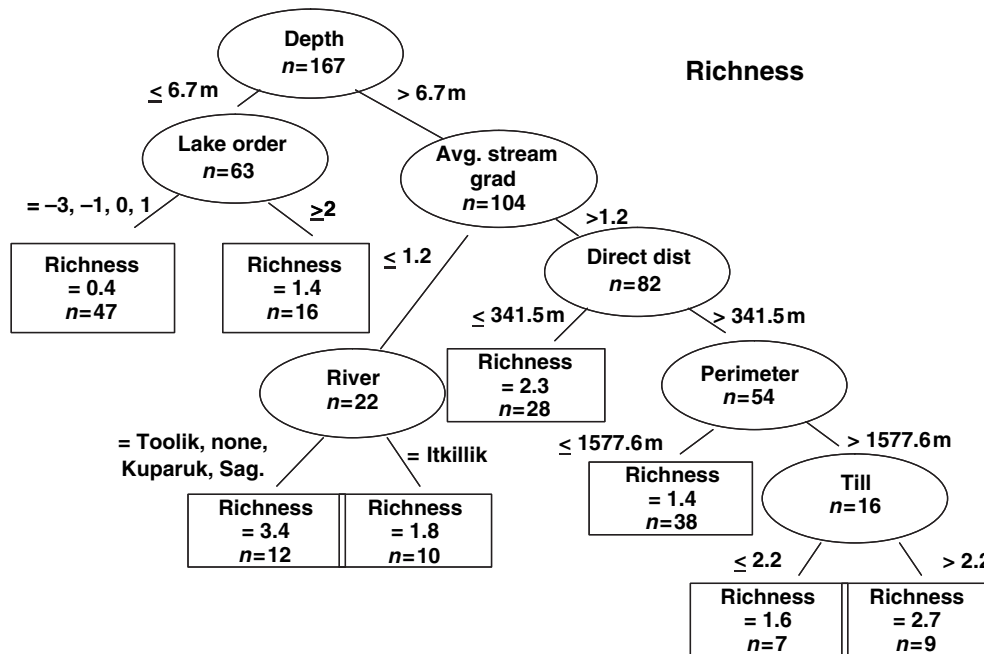 Depth
n=167
Richness
≤ 6.7 m
> 6.7 m
Lake order
n=63
Avg. stream
grad
n=104
= –3, –1, 0, 1
≥2
≤ 1.2
>1.2
Richness
= 0.4
n=47
Richness
= 1.4
n=16
Direct dist
n=82
≤ 341.5 m
> 341.5 m
River
n=22
Richness
= 2.3
n=28
Perimeter
n=54
= Toolik, none,
Kuparuk, Sag.
= Itkillik
≤ 1577.6 m
> 1577.6 m
Richness
= 3.4
n=12
Richness
= 1.8
n=10
Richness
= 1.4
n=38
Till
n=16
≤ 2.2
> 2.2
Richness
= 1.6
n=7
Richness
= 2.7
n=9